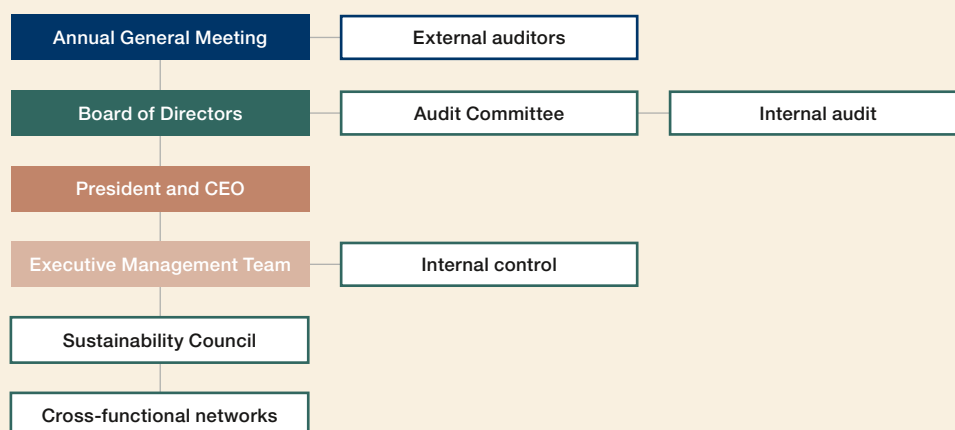 Annual General Meeting
External auditors
Board of Directors
Audit Committee
Internal audit
President and CEO
Executive Management Team
Internal control
Sustainability Council
Cross-functional networks